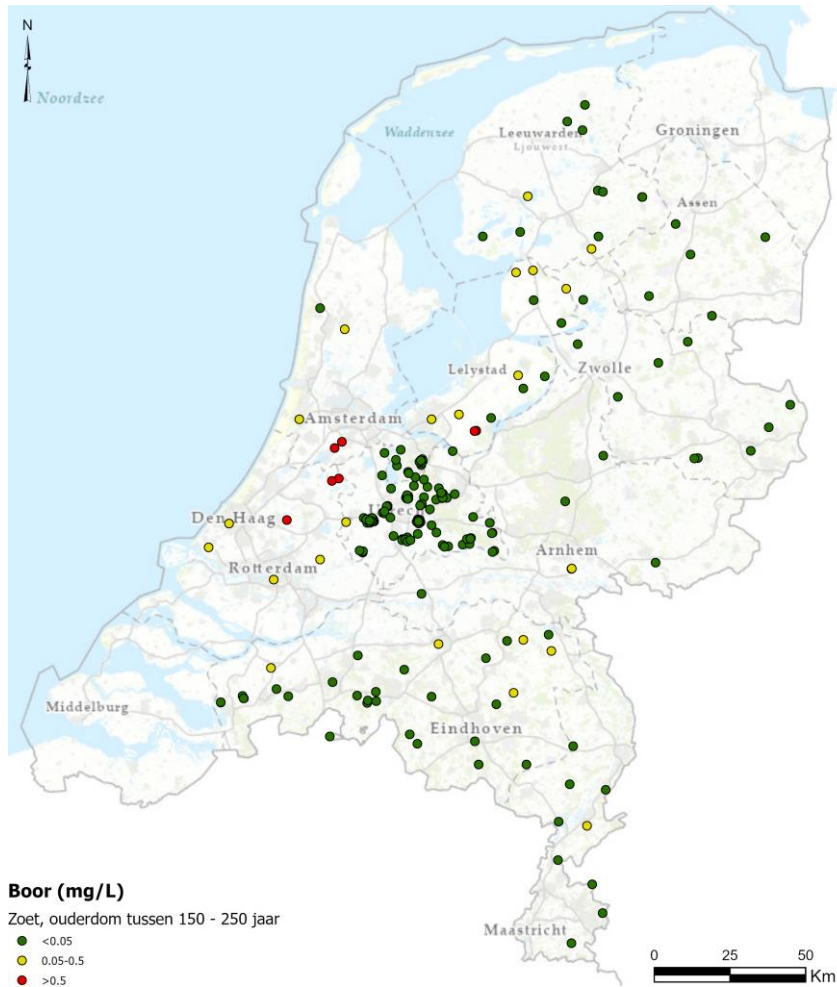 N
Noordzee
Waddenzee
Leeuwarden
Ljouwert
Groningen
Assen
Lelystad
Zwolle
Amsterdam
Den Haag
Utrecht
Arnhem
Rotterdam
Middelburg
Eindhoven
Maastricht
Boor (mg/L)
Zoet, ouderdom tussen 150 - 250 jaar
<0.05
0.05-0.5
>0.5
0 25 50
Km